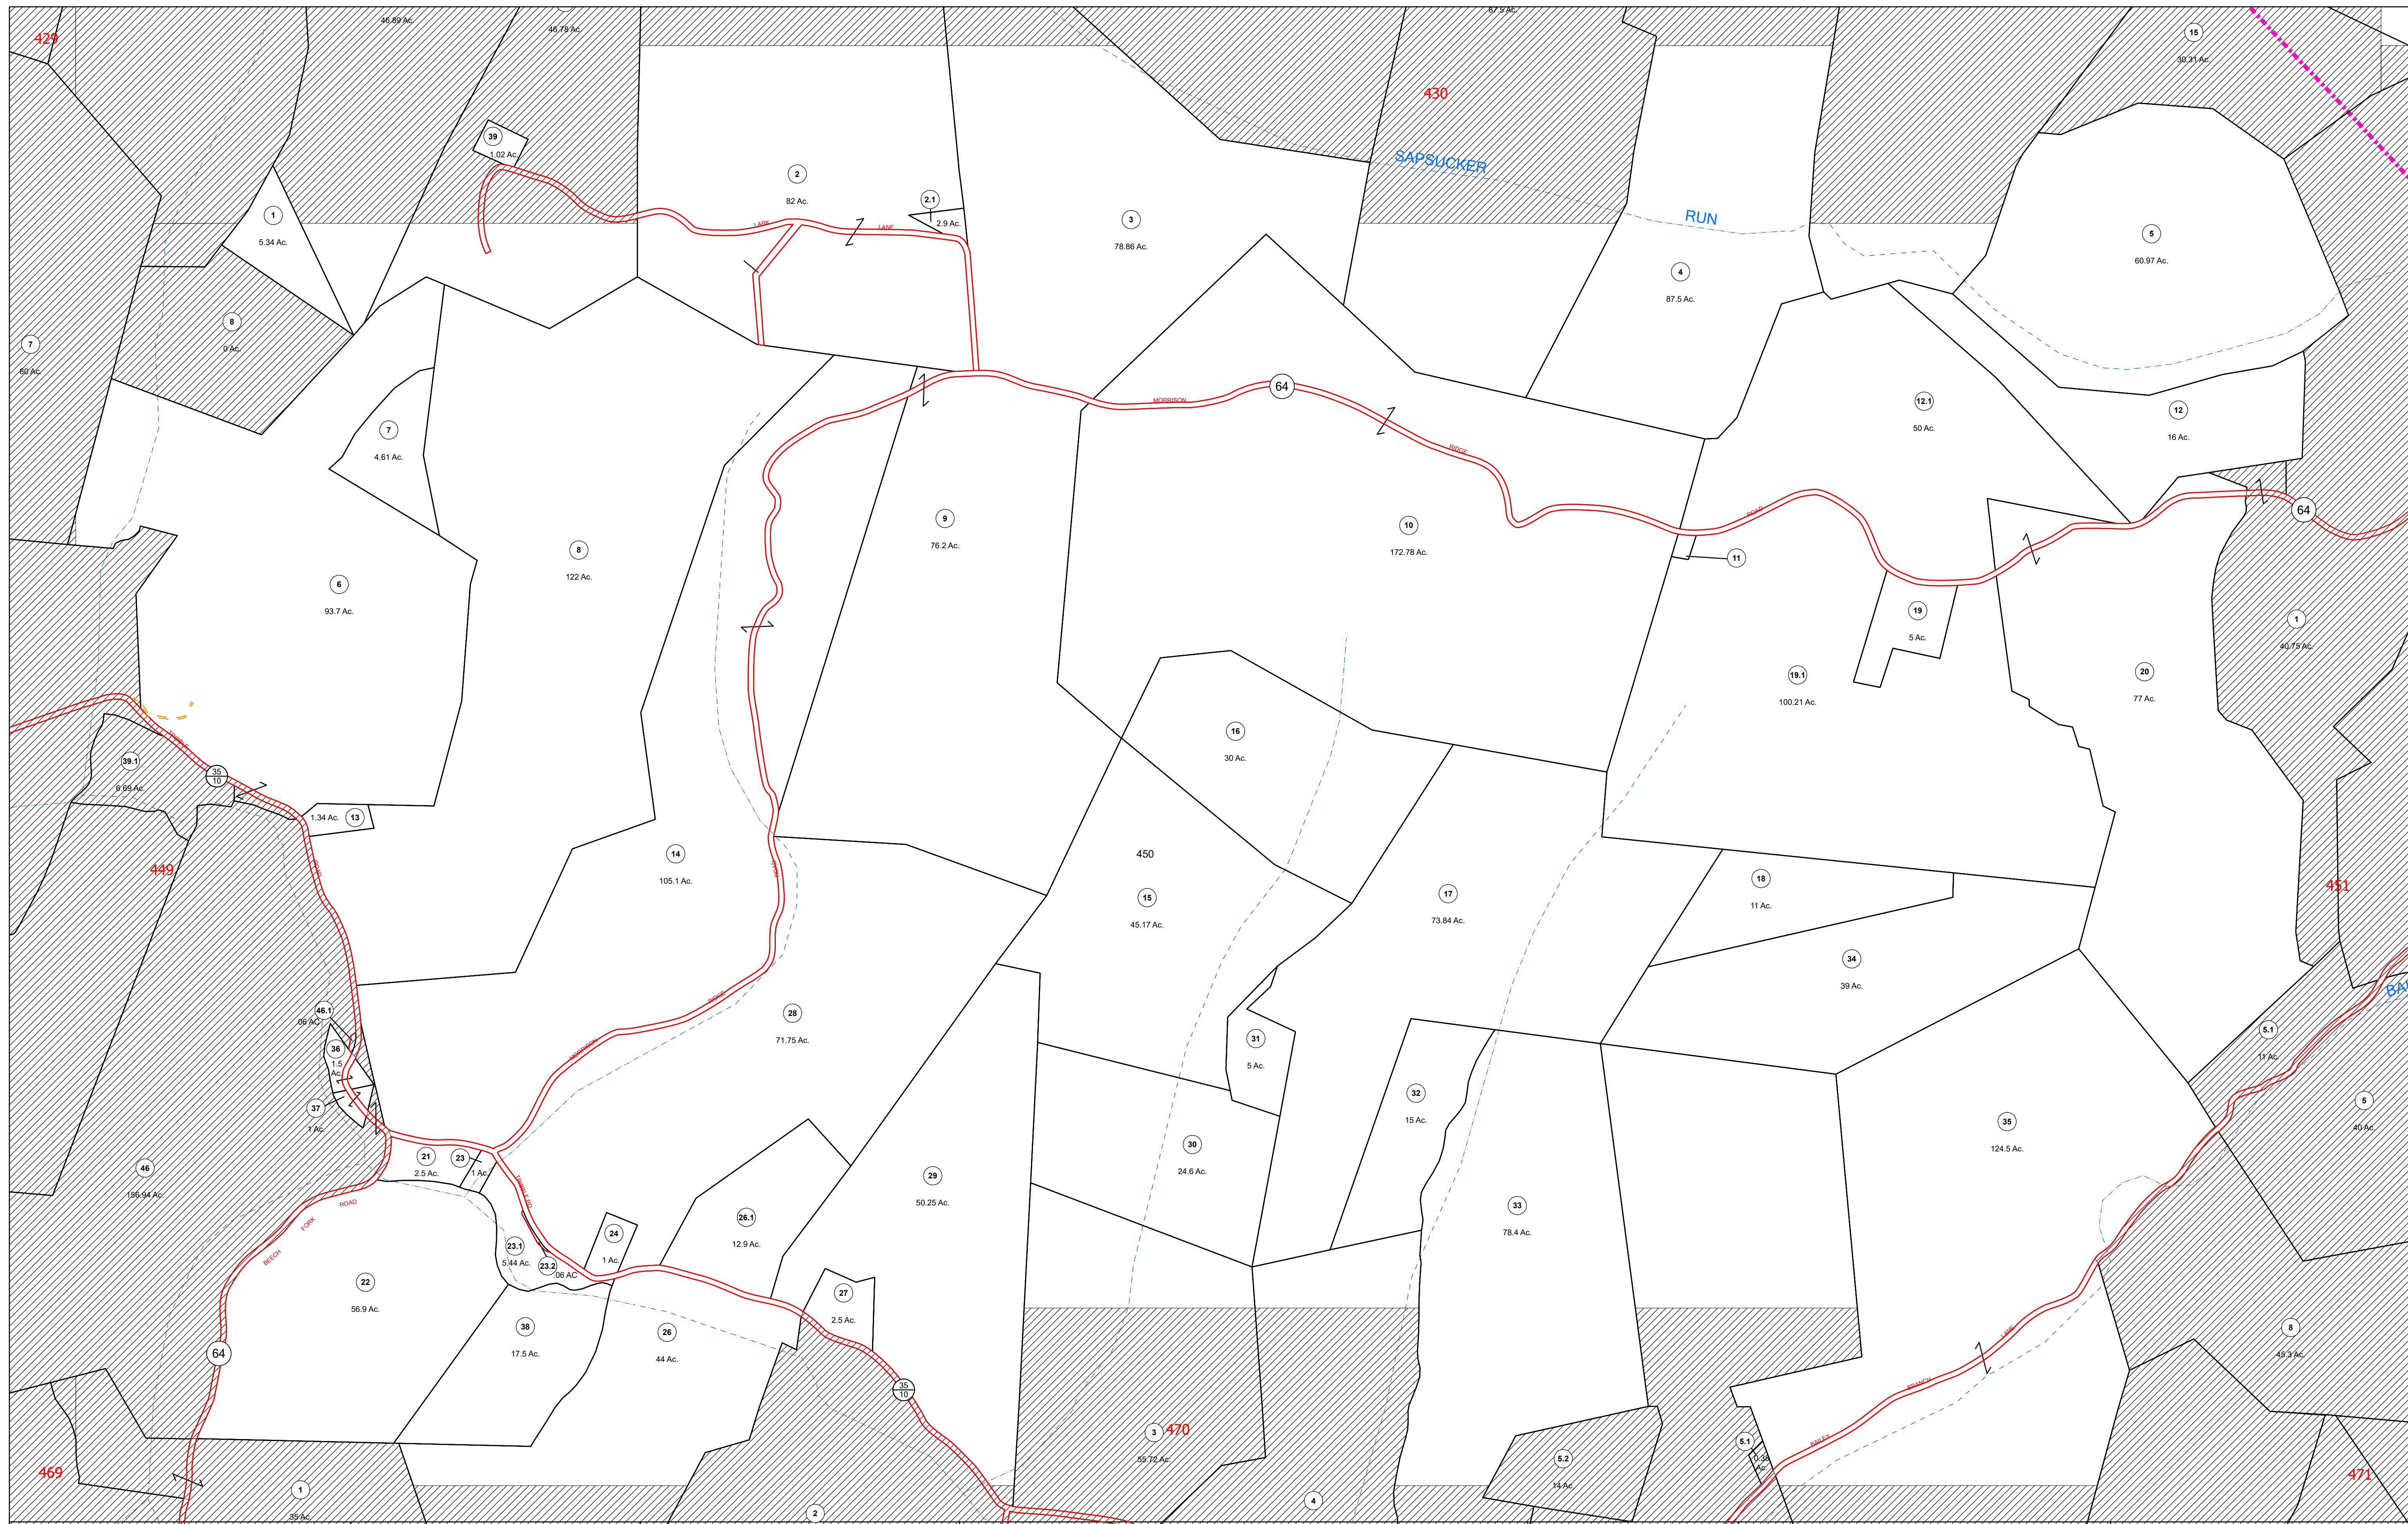 46.89 Ac.
46.78 Ac.
87.5 Ac.
429
15
30.31 Ac.
430
39
1.02 Ac.
SAPSUCKER
RUN
2
82 Ac.
2.1
2.9 Ac.
LARK
LANE
1
5.34 Ac.
3
78.86 Ac.
4
87.5 Ac.
5
60.97 Ac.
8
0 Ac.
7
80 Ac.
64
MORRISON
RIDGE
ROAD
12.1
50 Ac.
12
16 Ac.
7
4.61 Ac.
64
9
76.2 Ac.
10
172.78 Ac.
8
122 Ac.
11
6
93.7 Ac.
19
5 Ac.
1
40.75 Ac.
19.1
100.21 Ac.
20
77 Ac.
16
30 Ac.
TRIBBLE
39.1
6.69 Ac.
35
10
1.34 Ac.
13
14
105.1 Ac.
449
450
15
45.17 Ac.
17
73.84 Ac.
18
11 Ac.
451
34
39 Ac.
46.1
.06 AC
36
1.5
Ac.
37
1 Ac.
MORRISON
RIDGE
28
71.75 Ac.
31
5 Ac.
32
15 Ac.
5.1
11 Ac.
5
40 Ac.
35
124.5 Ac.
30
24.6 Ac.
21
2.5 Ac.
23
1 Ac.
46
156.94 Ac.
29
50.25 Ac.
33
78.4 Ac.
TRIBBLE RD
ROAD
FORK
BEECH
26.1
12.9 Ac.
24
1 Ac.
23.1
5.44 Ac.
23.2
.06 AC
22
56.9 Ac.
27
2.5 Ac.
38
17.5 Ac.
26
44 Ac.
64
35
10
8
45.3 Ac.
LANE
BRANCH
BAILEY
3
470
55.72 Ac.
5.1
0.38
Ac.
5.2
14 Ac.
469
471
1
35 Ac.
4
2